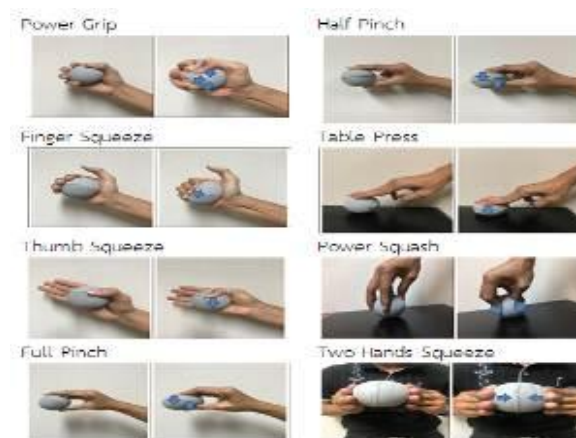 Power Grip
Half Pinch
Finger Squeeze
Table Press
Thumb Squeeze
Power Squash
Full Pinch
Two Hands Squeeze